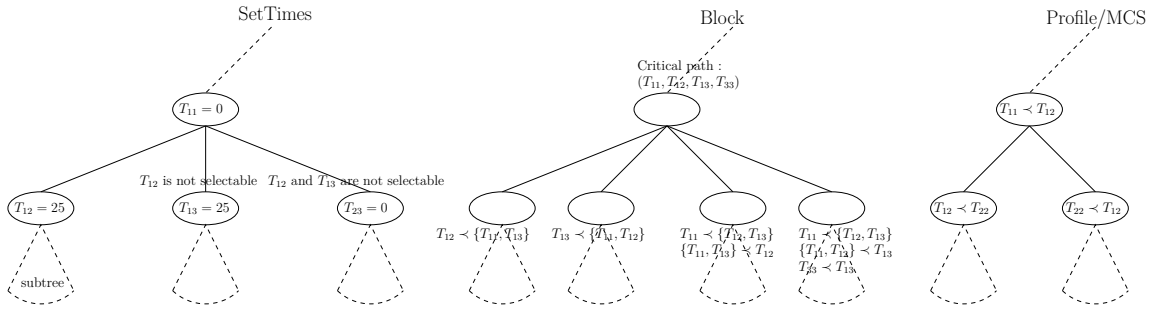 SetTimes
T₁₁ = 0
T₁₂ is not selectable
T₁₂ and T₁₃ are not selectable
T₁₂ = 25
T₁₃ = 25
T₂₃ = 0
subtree
Block
Critical path :
(T₁₁, T₁₂, T₁₃, T₃₃)
T₁₂ ≺ {T₁₁, T₁₃}
T₁₃ ≺ {T₁₁, T₁₂}
T₁₁ ≺ {T₁₂, T₁₃}
{T₁₁, T₁₃} ≺ T₁₂
T₁₁ ≺ {T₁₂, T₁₃}
{T₁₁, T₁₂} ≺ T₁₃
T₃₃ ≺ T₁₃
Profile/MCS
T₁₁ ≺ T₁₂
T₁₂ ≺ T₂₂
T₂₂ ≺ T₁₂